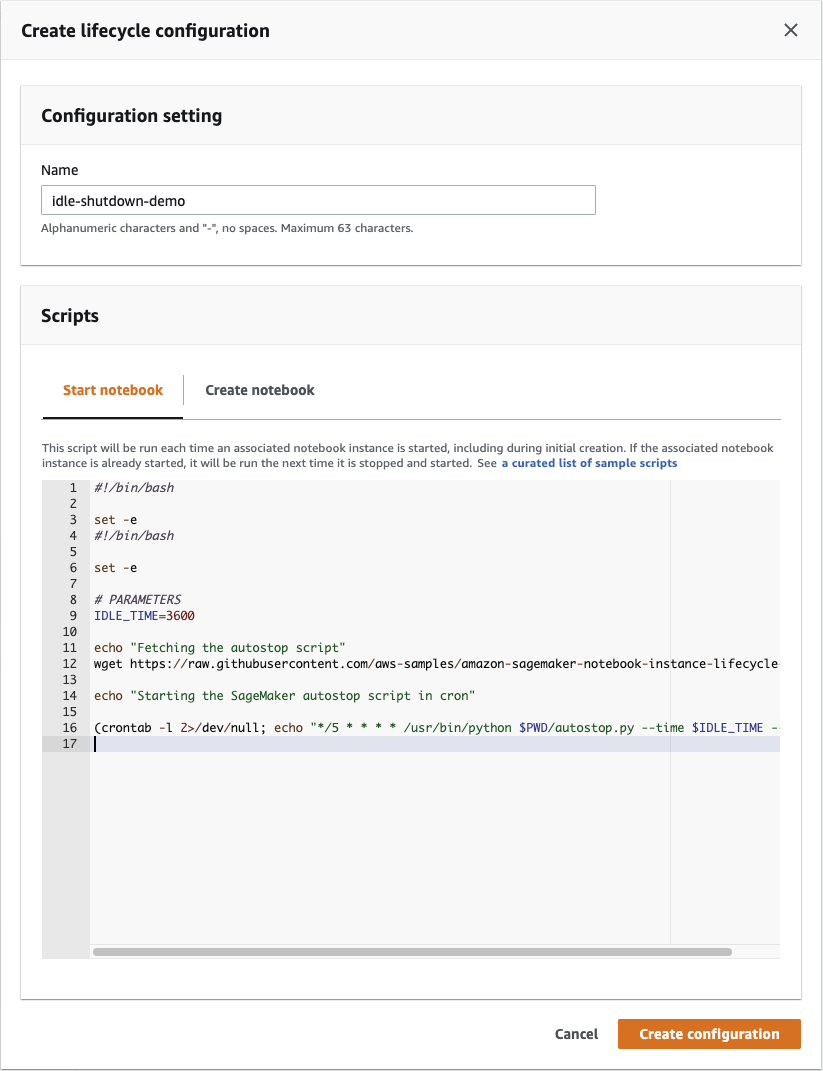 Create lifecycle configuration
Configuration setting
Name
idle-shutdown-demo
Alphanumeric characters and "-", no spaces. Maximum 63 characters.
Scripts
Start notebook
Create notebook
This script will be run each time an associated notebook instance is started, including during initial creation. If the associated notebook
instance is already started, it will be run the next time it is stopped and started. See a curated list of sample scripts
1 #!/bin/bash
2
3 set -e
4 #!/bin/bash
5
6 set -e
7
8 # PARAMETERS
9 IDLE_TIME=3600
10
11 echo "Fetching the autostop script"
12 wget https://raw.githubusercontent.com/aws-samples/amazon-sagemaker-notebook-instance-lifecycle-
13
14 echo "Starting the SageMaker autostop script in cron"
15
16 (crontab -l 2>/dev/null; echo "*/5 * * * * /usr/bin/python $PWD/autostop.py --time $IDLE_TIME --
17
Cancel
Create configuration